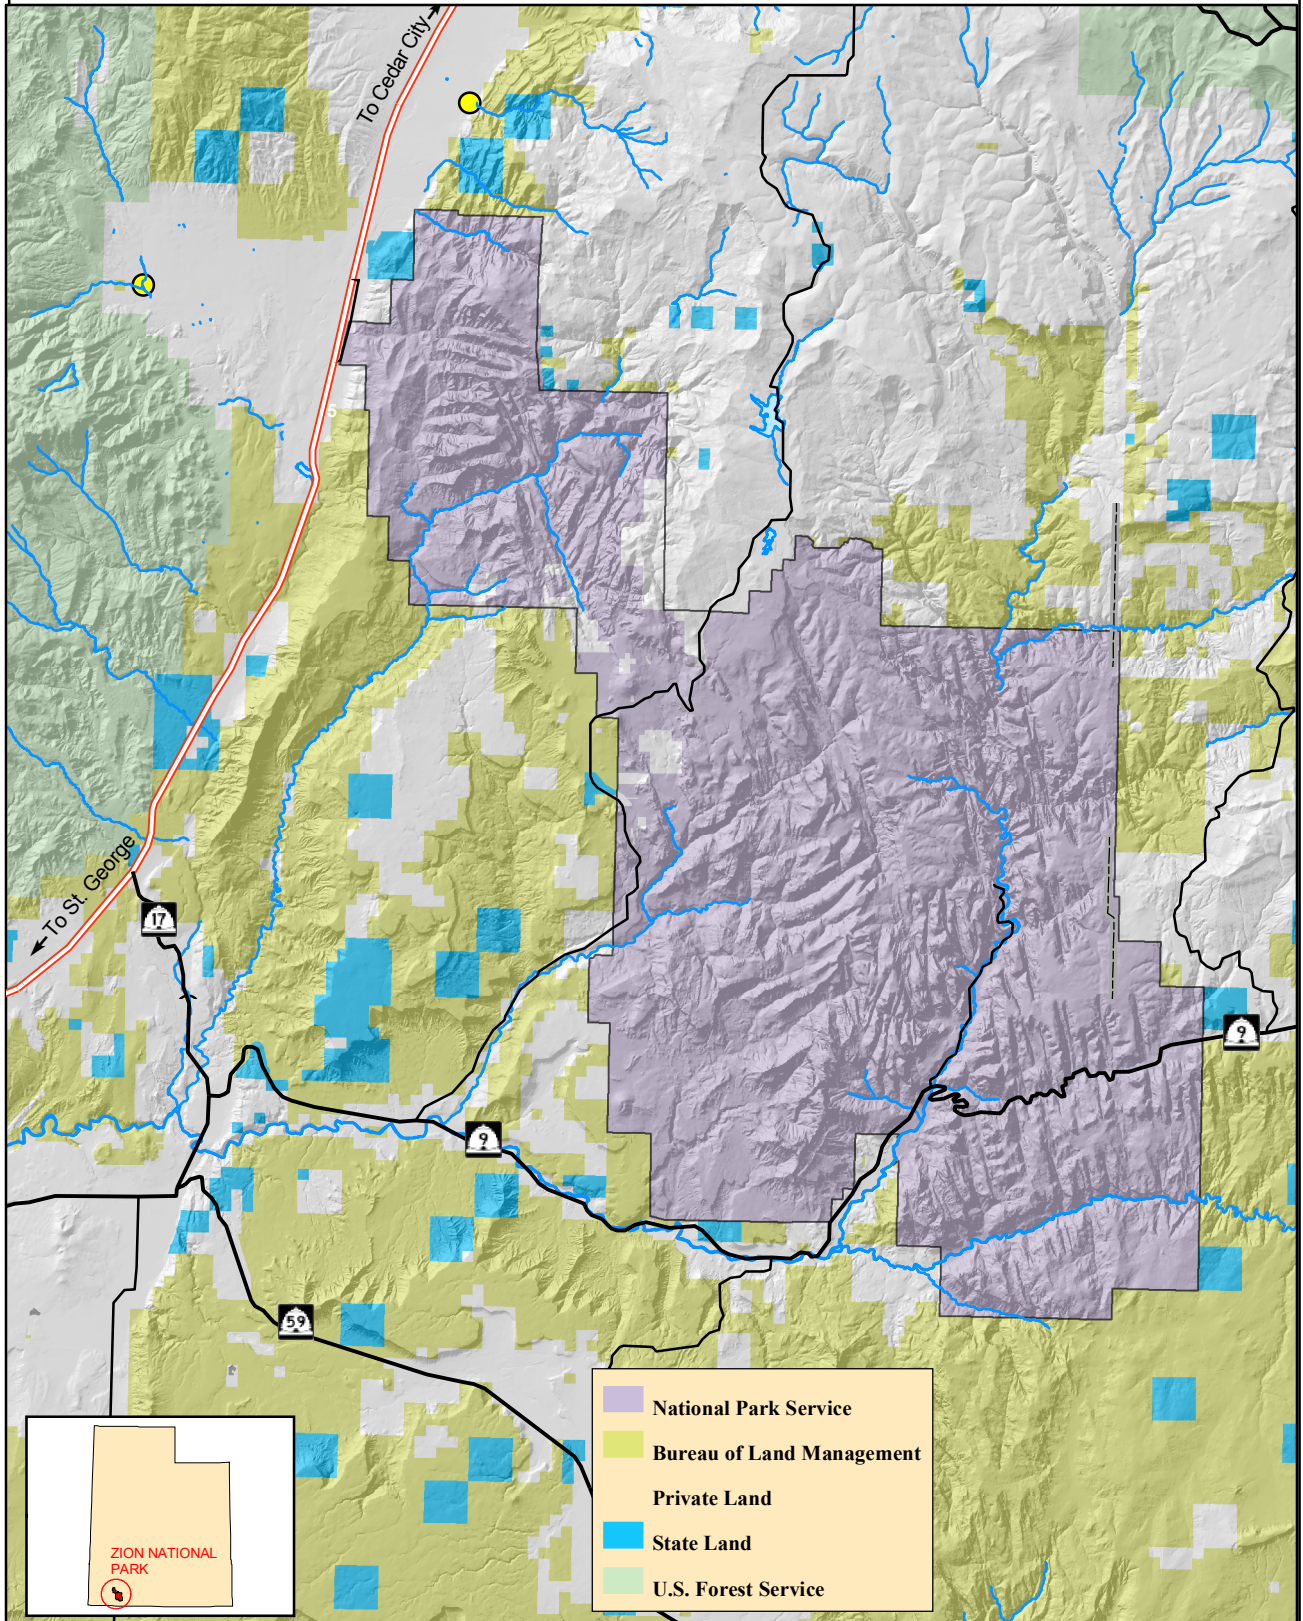 To Cedar City
To St. George
17
9
9
59
5
National Park Service
Bureau of Land Management
Private Land
State Land
U.S. Forest Service
ZION NATIONAL
PARK